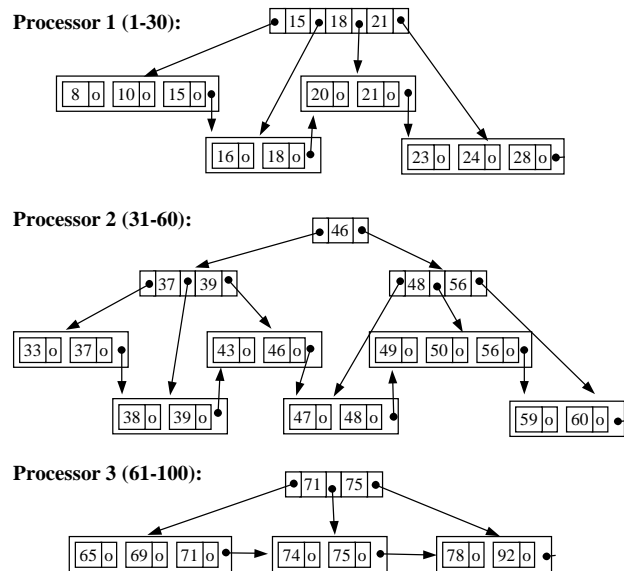 Processor 1 (1-30):
15 18 21
8 o 10 o 15 o
20 o 21 o
16 o 18 o
23 o 24 o 28 o
Processor 2 (31-60):
46
37 39
48 56
33 o 37 o
43 o 46 o
49 o 50 o 56 o
38 o 39 o
47 o 48 o
59 o 60 o
Processor 3 (61-100):
71 75
65 o 69 o 71 o
74 o 75 o
78 o 92 o